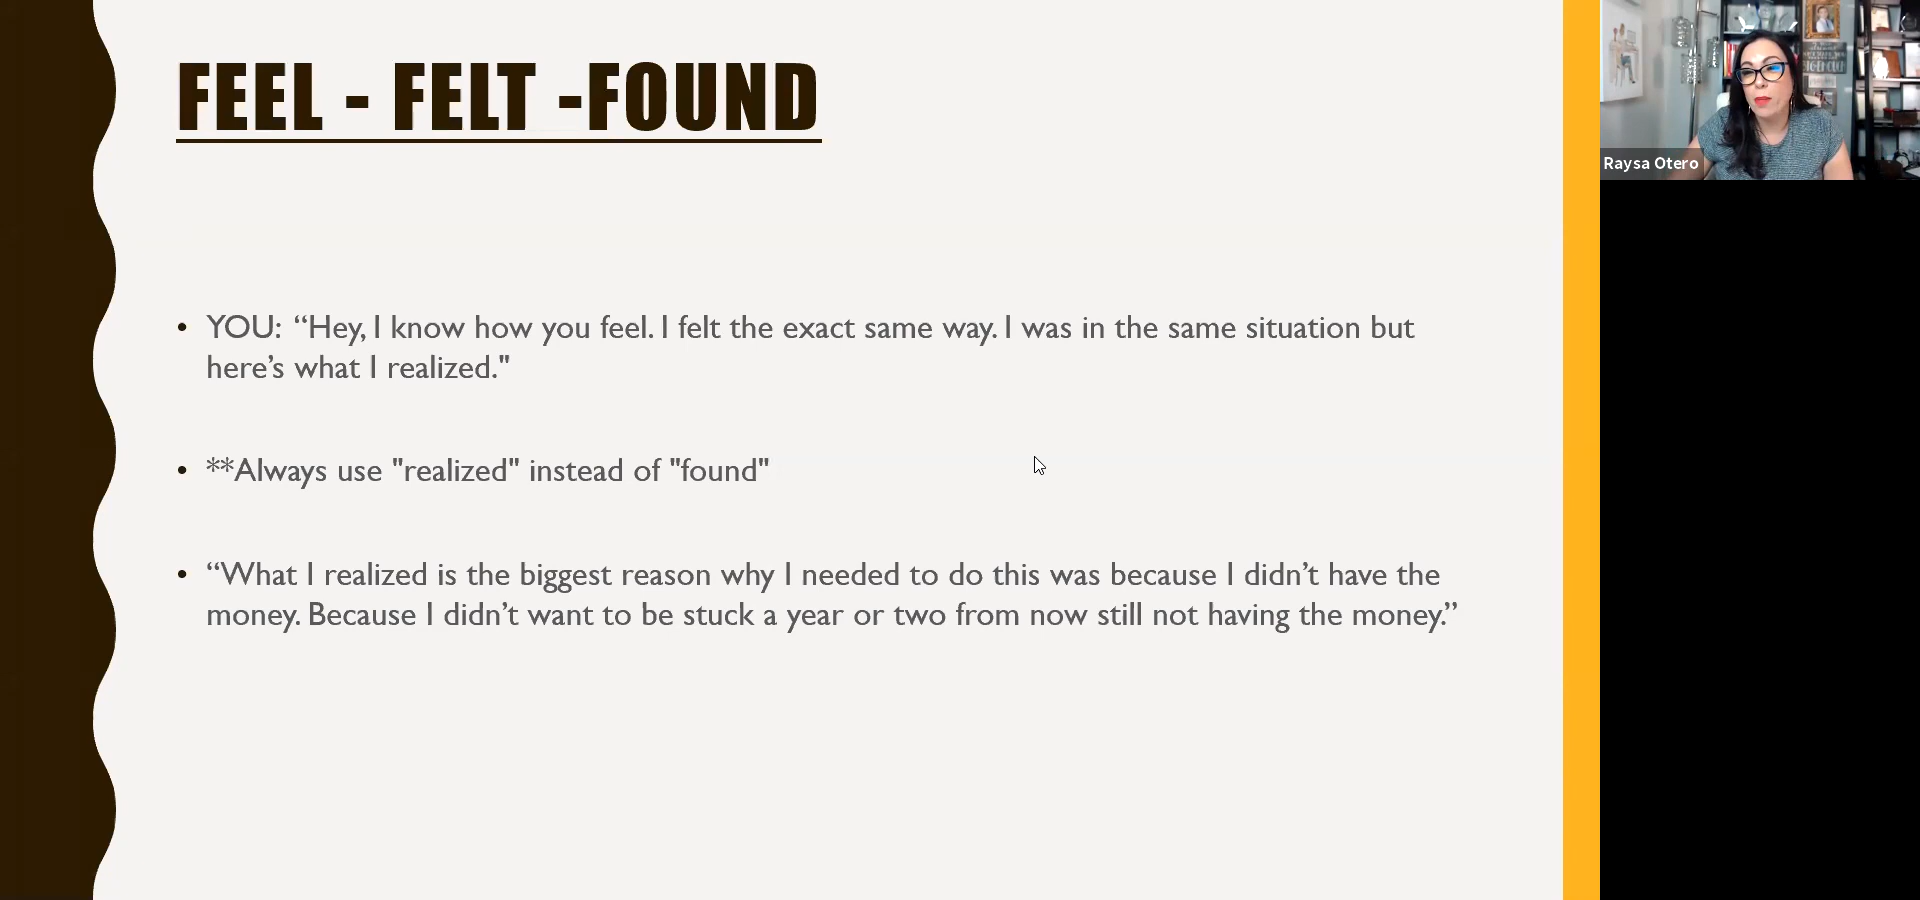 FEEL - FELT -FOUND
• YOU: “Hey, I know how you feel. I felt the exact same way. I was in the same situation but
here’s what I realized."
• **Always use "realized" instead of "found"
• “What I realized is the biggest reason why I needed to do this was because I didn’t have the
money. Because I didn’t want to be stuck a year or two from now still not having the money.”
Raysa Otero